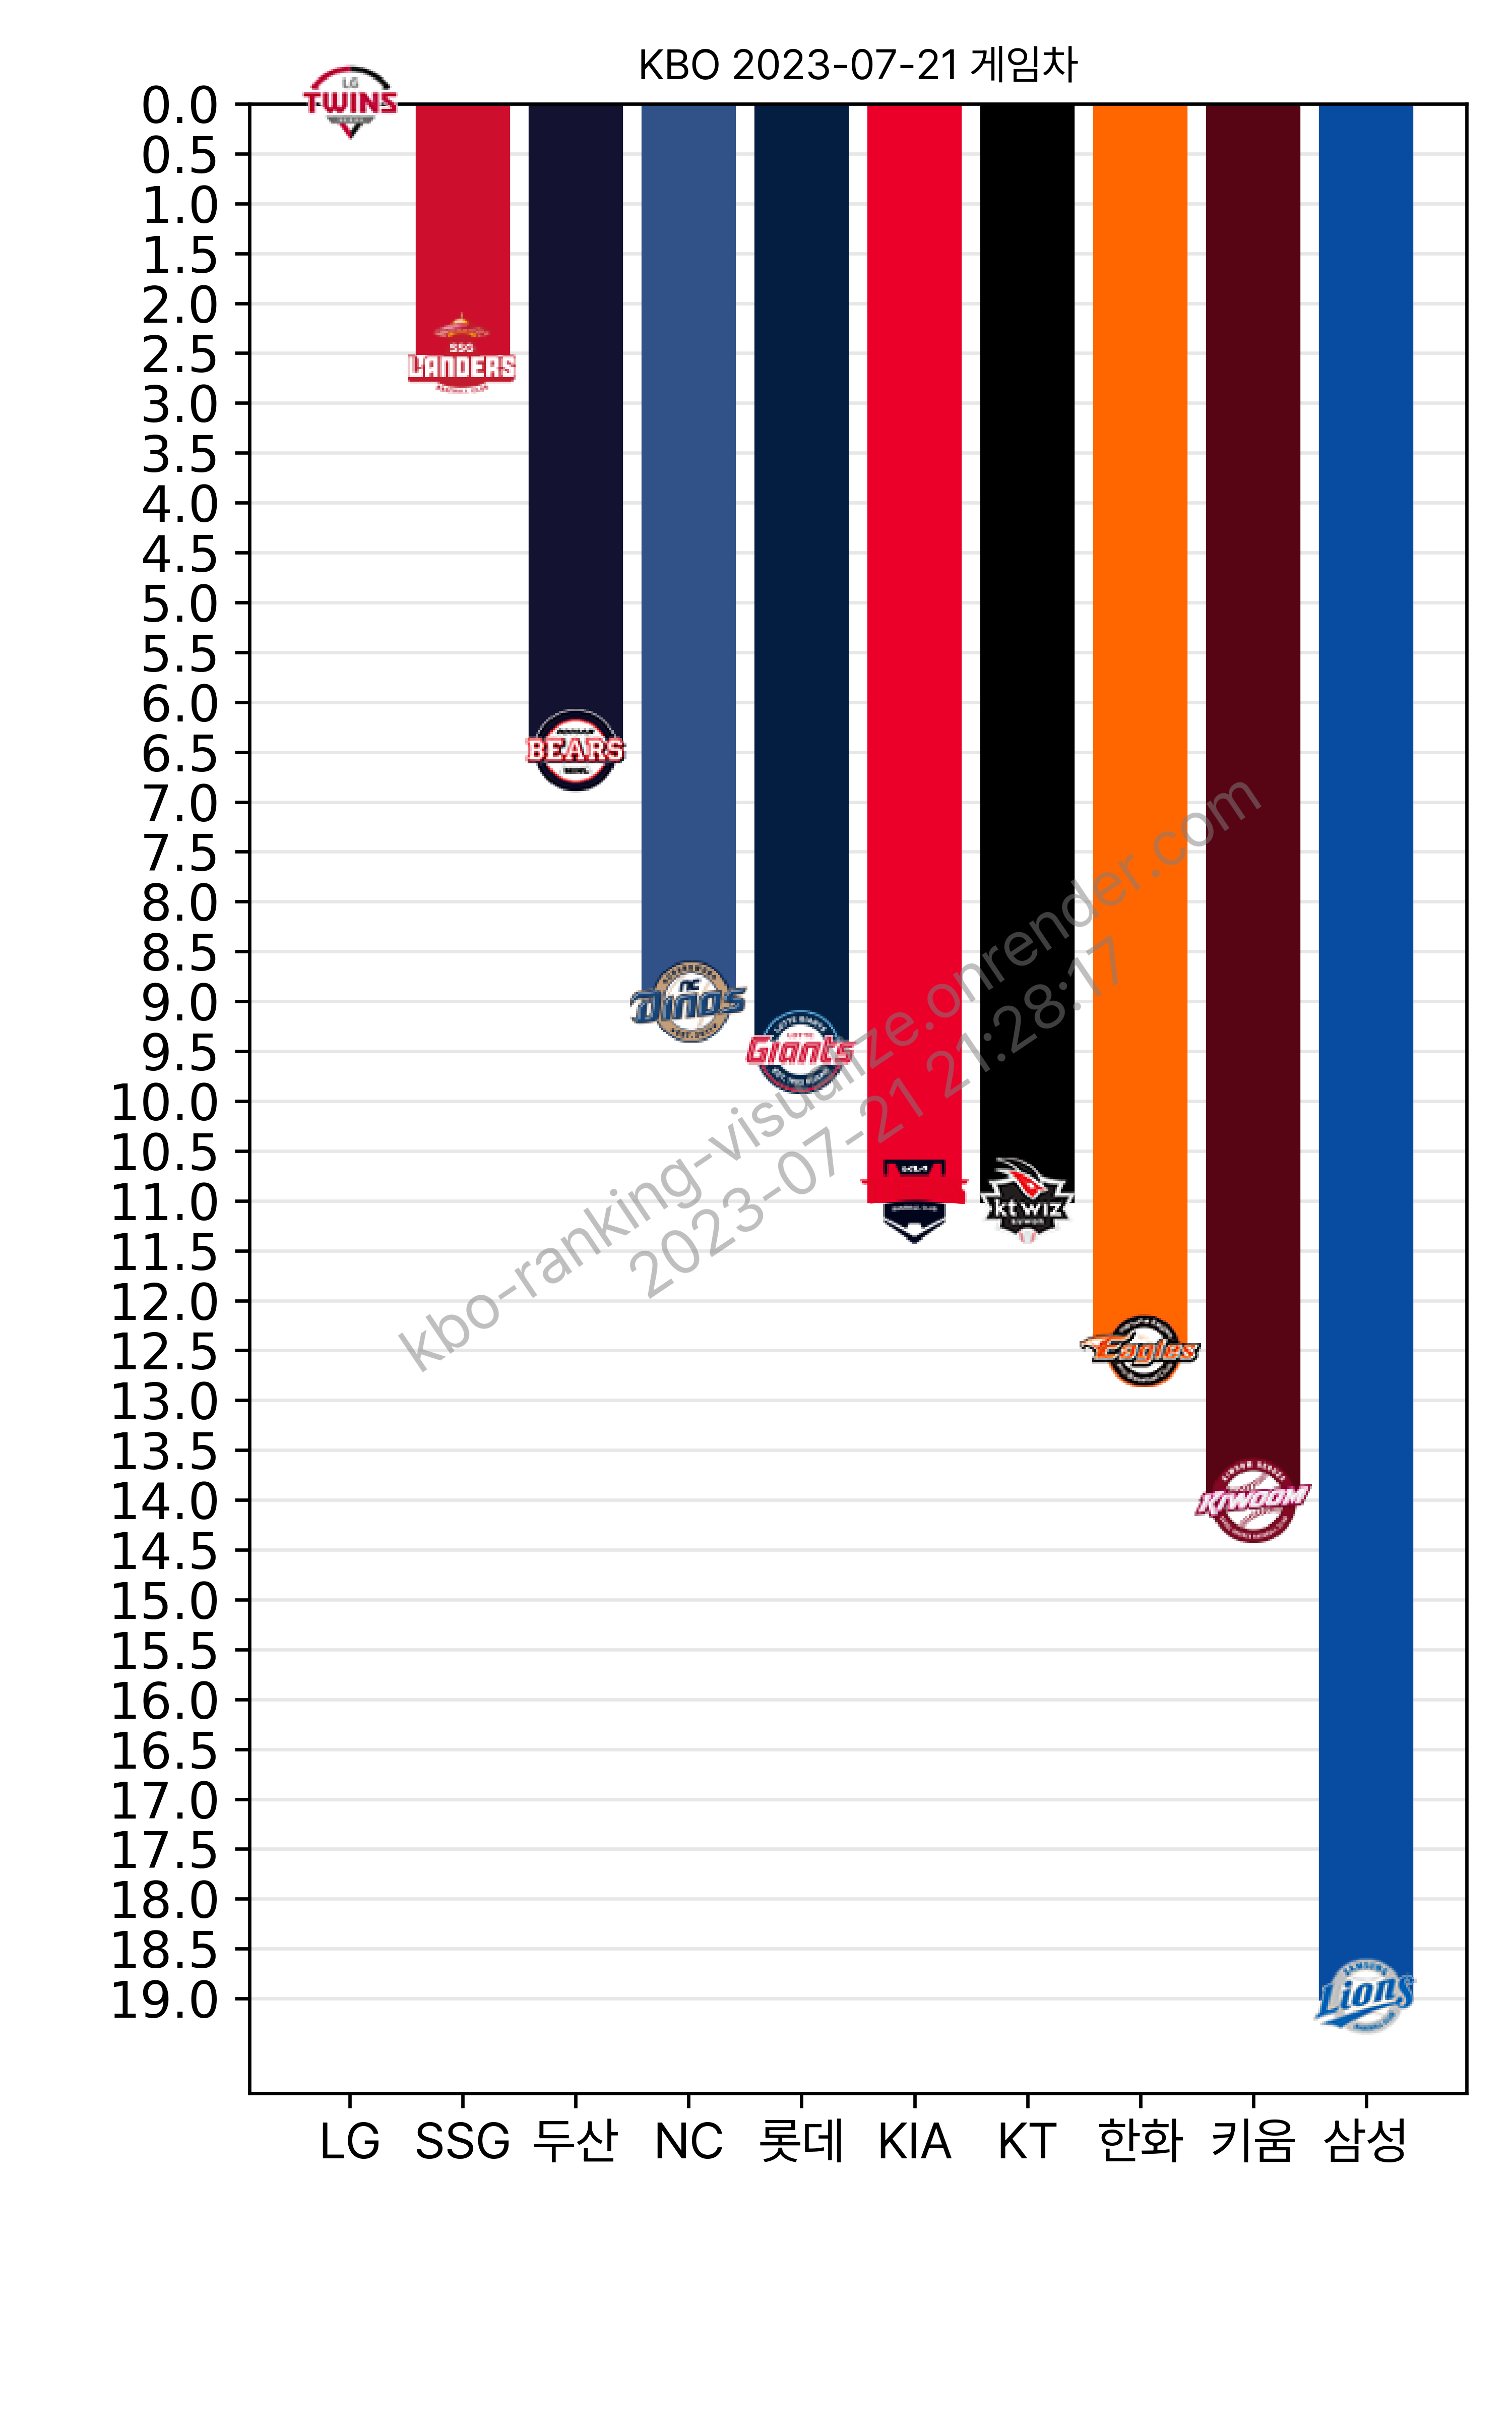 KBO 2023-07-21 게임차
0.0
0.5
1.0
1.5
2.0
2.5
3.0
3.5
4.0
4.5
5.0
5.5
6.0
6.5
7.0
7.5
8.0
8.5
9.0
9.5
10.0
10.5
11.0
11.5
12.0
12.5
13.0
13.5
14.0
14.5
15.0
15.5
16.0
16.5
17.0
17.5
18.0
18.5
19.0
LG
TWINS
SSG
LANDERS
BEARS
NC
Dinos
LOTTE
Giants
KIA
kt wiz
Eagles
KIWOOM
SAMSUNG
Lions
kbo-ranking-visualize.onrender.com
2023-07-21 21:28:17
LG SSG 두산 NC 롯데 KIA KT 한화 키움 삼성